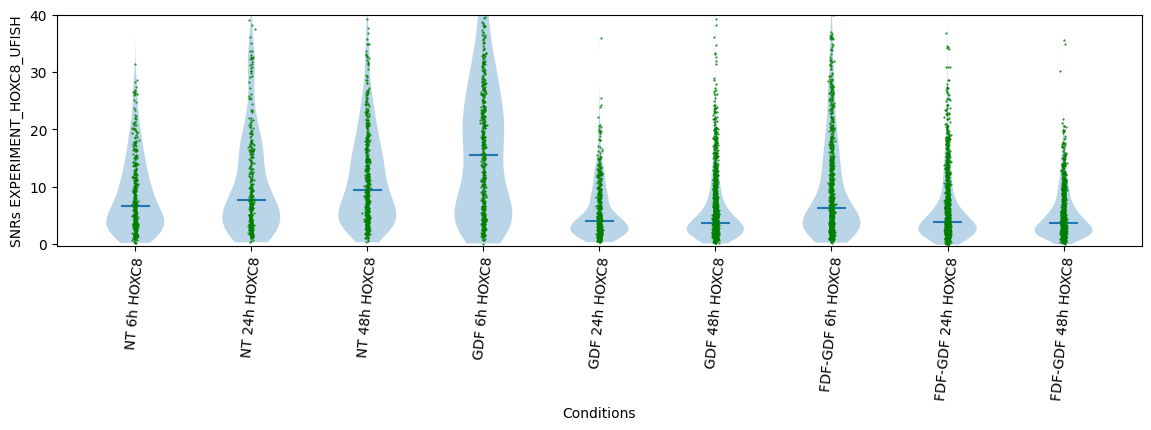 SNRs EXPERIMENT_HOXC8_UFISH
40
30
20
10
0
NT 6h HOXC8
NT 24h HOXC8
NT 48h HOXC8
GDF 6h HOXC8
GDF 24h HOXC8
GDF 48h HOXC8
FDF-GDF 6h HOXC8
FDF-GDF 24h HOXC8
FDF-GDF 48h HOXC8
Conditions